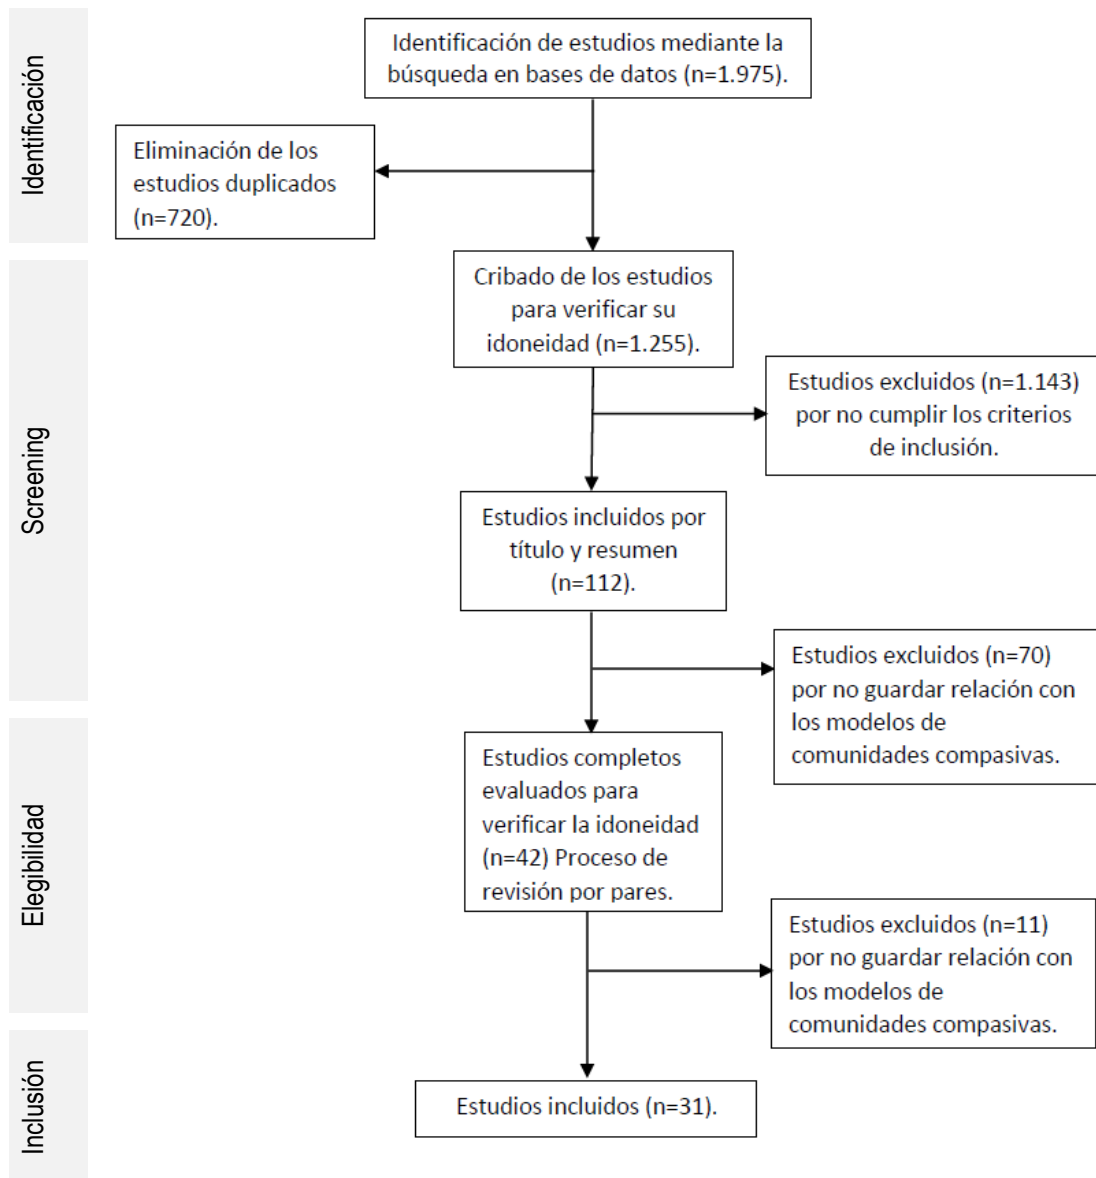 Identificación
Identificación de estudios mediante la
búsqueda en bases de datos (n=1.975).
Eliminación de los
estudios duplicados
(n=720).
Screening
Cribado de los estudios
para verificar su
idoneidad (n=1.255).
Estudios excluidos (n=1.143)
por no cumplir los criterios
de inclusión.
Estudios incluidos por
título y resumen
(n=112).
Estudios excluidos (n=70)
por no guardar relación con
los modelos de
comunidades compasivas.
Elegibilidad
Estudios completos
evaluados para
verificar la idoneidad
(n=42) Proceso de
revisión por pares.
Estudios excluidos (n=11)
por no guardar relación con
los modelos de
comunidades compasivas.
Inclusión
Estudios incluidos (n=31).